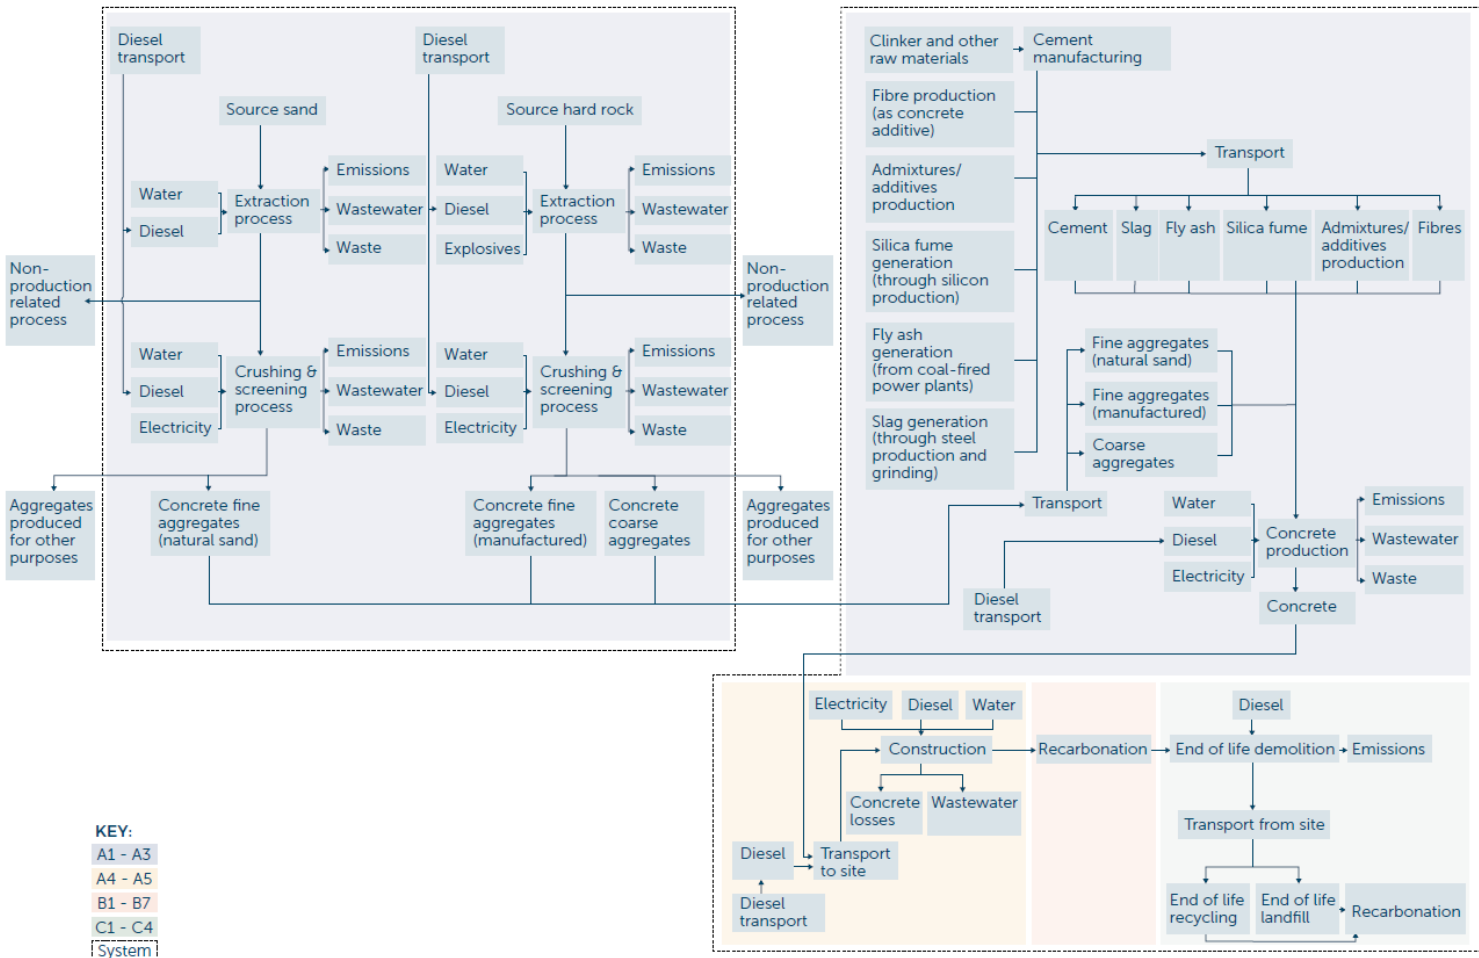 Diesel
transport
Diesel
transport
Source sand
Source hard rock
Water
Diesel
Extraction
process
Emissions
Wastewater
Waste
Water
Diesel
Explosives
Extraction
process
Emissions
Wastewater
Waste
Non-
production
related
process
Non-
production
related
process
Water
Diesel
Electricity
Crushing &
screening
process
Emissions
Wastewater
Waste
Water
Diesel
Electricity
Crushing &
screening
process
Emissions
Wastewater
Waste
Aggregates
produced
for other
purposes
Concrete fine
aggregates
(natural sand)
Concrete fine
aggregates
(manufactured)
Concrete
coarse
aggregates
Aggregates
produced
for other
purposes
Clinker and other
raw materials
Cement
manufacturing
Fibre production
(as concrete
additive)
Admixtures/
additives
production
Silica fume
generation
(through silicon
production)
Fly ash
generation
(from coal-fired
power plants)
Slag generation
(through steel
production and
grinding)
Transport
Cement
Slag
Fly ash
Silica fume
Admixtures/
additives
production
Fibres
Fine aggregates
(natural sand)
Fine aggregates
(manufactured)
Coarse
aggregates
Transport
Water
Diesel
Electricity
Concrete
production
Emissions
Wastewater
Waste
Diesel
transport
Concrete
Electricity
Diesel
Water
Construction
Concrete
losses
Wastewater
Diesel
Transport
to site
Diesel
transport
Recarbonation
Diesel
End of life demolition
Emissions
Transport from site
End of life
recycling
End of life
landfill
Recarbonation
KEY:
A1 - A3
A4 - A5
B1 - B7
C1 - C4
System